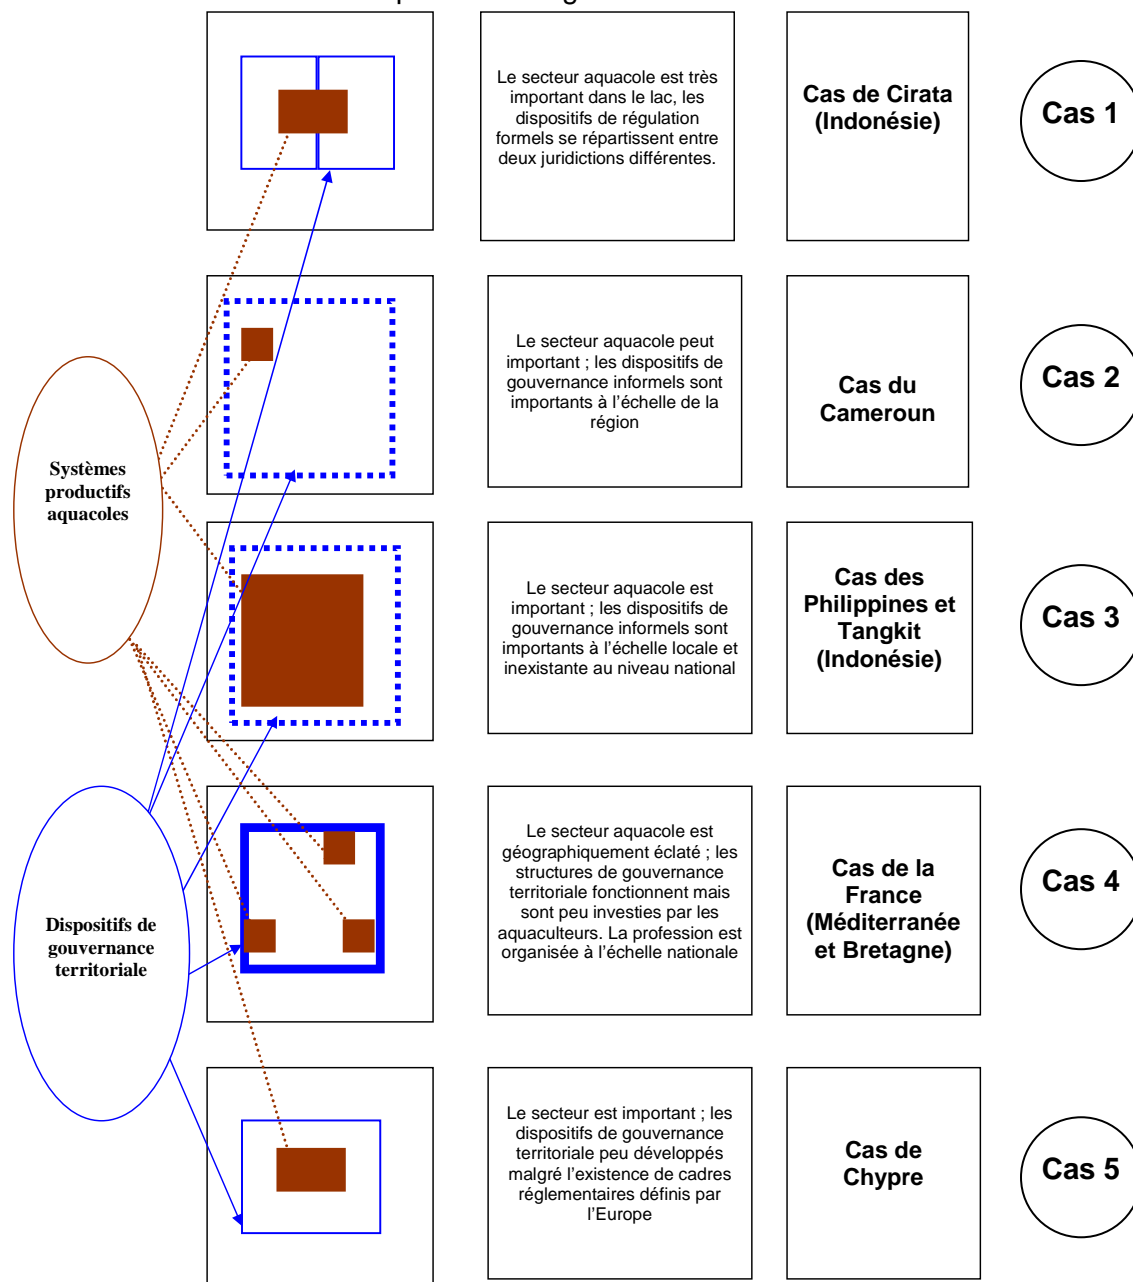 Le secteur aquacole est très
important dans le lac, les
dispositifs de régulation
formels se répartissent entre
deux juridictions différentes.
Cas de Cirata
(Indonésie)
Cas 1
Le secteur aquacole peut
important ; les dispositifs de
gouvernance informels sont
importants à l’échelle de la
région
Cas du
Cameroun
Cas 2
Systèmes
productifs
aquacoles
Le secteur aquacole est
important ; les dispositifs de
gouvernance informels sont
importants à l’échelle locale et
inexistante au niveau national
Cas des
Philippines et
Tangkit
(Indonésie)
Cas 3
Dispositifs de
gouvernance
territoriale
Le secteur aquacole est
géographiquement éclaté ; les
structures de gouvernance
territoriale fonctionnent mais
sont peu investies par les
aquaculteurs. La profession est
organisée à l’échelle nationale
Cas de la
France
(Méditerranée
et Bretagne)
Cas 4
Le secteur est important ; les
dispositifs de gouvernance
territoriale peu développés
malgré l’existence de cadres
réglementaires définis par
l’Europe
Cas de
Chypre
Cas 5